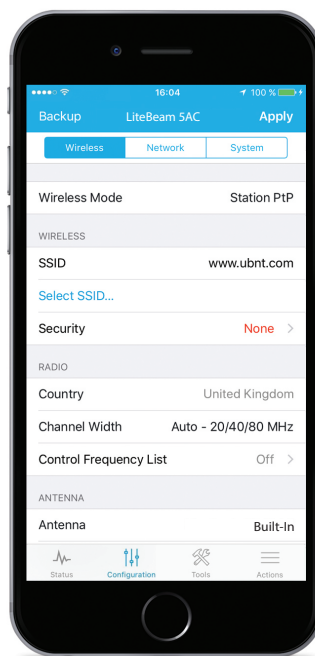 16:04
100 %
Backup LiteBeam 5AC Apply
Wireless Network System
Wireless Mode Station PtP
WIRELESS
SSID www.ubnt.com
Select SSID...
Security None
RADIO
Country United Kingdom
Channel Width Auto - 20/40/80 MHz
Control Frequency List Off
ANTENNA
Antenna Built-In
Status Configuration Tools Actions